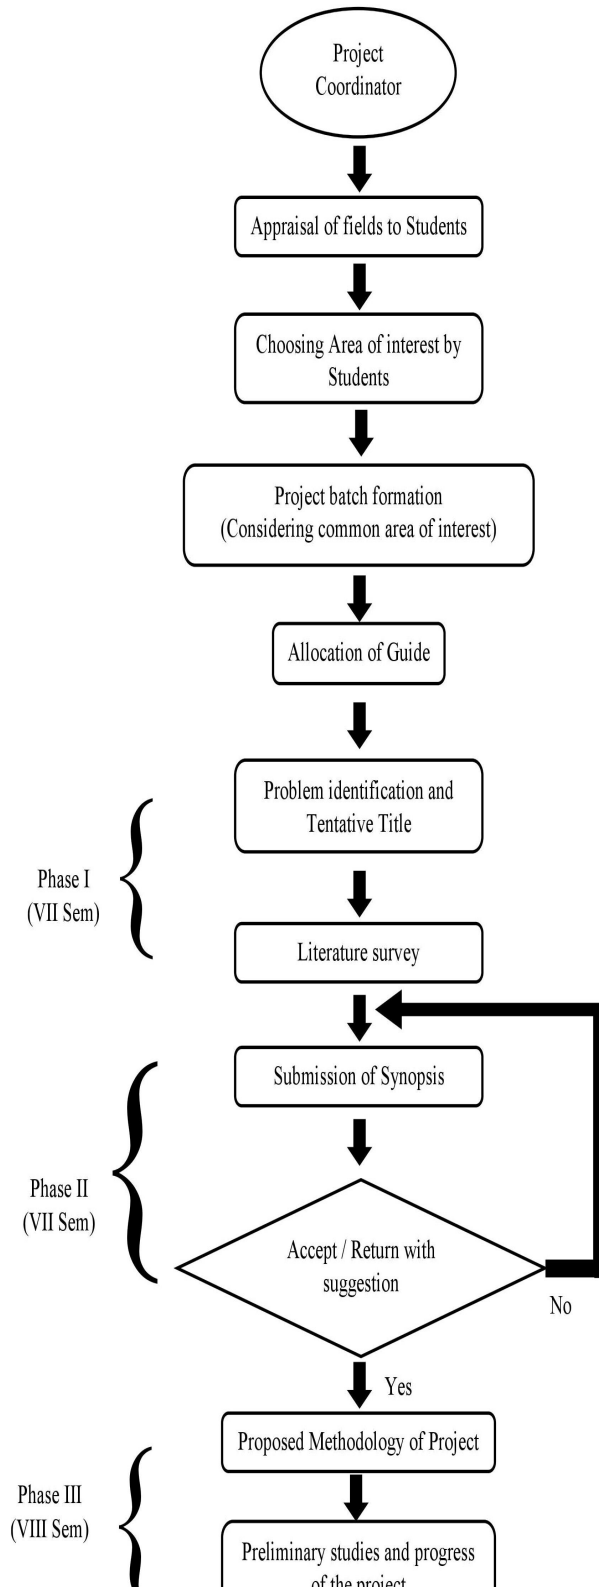 Project
Coordinator
Appraisal of fields to Students
Choosing Area of interest by
Students
Project batch formation
(Considering common area of interest)
Allocation of Guide
Problem identification and
Tentative Title
Phase I
(VII Sem)
Literature survey
Submission of Synopsis
Phase II
(VII Sem)
Accept / Return with
suggestion
No
Yes
Proposed Methodology of Project
Phase III
(VIII Sem)
Preliminary studies and progress
of the project